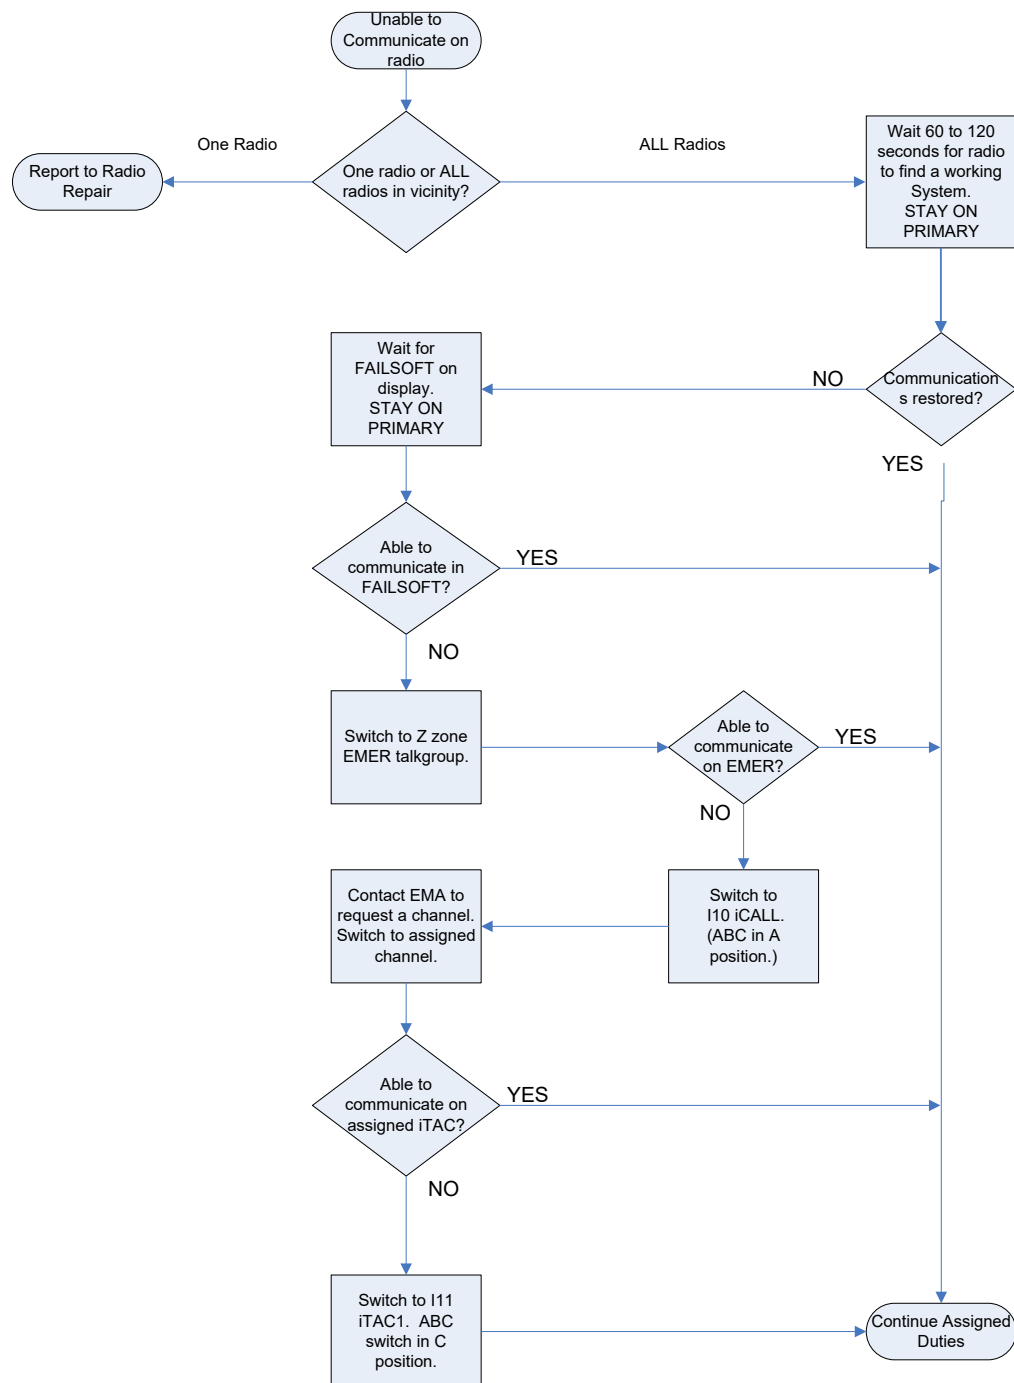 Unable to
Communicate on
radio
One Radio
ALL Radios
Report to Radio
Repair
One radio or ALL
radios in vicinity?
Wait 60 to 120
seconds for radio
to find a working
System.
STAY ON
PRIMARY
Wait for
FAILSOFT on
display.
STAY ON
PRIMARY
NO
Communication
s restored?
YES
Able to
communicate in
FAILSOFT?
YES
NO
Switch to Z zone
EMER talkgroup.
Able to
communicate
on EMER?
YES
NO
Contact EMA to
request a channel.
Switch to assigned
channel.
Switch to
I10 iCALL.
(ABC in A
position.)
Able to
communicate on
assigned iTAC?
YES
NO
Switch to I11
iTAC1. ABC
switch in C
position.
Continue Assigned
Duties